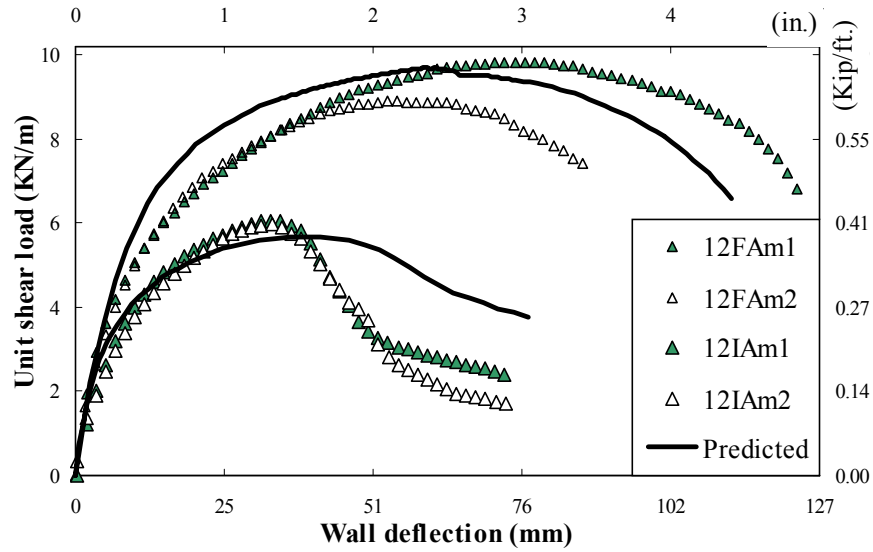 0 1 2 3 4 (in.)
10
8
6
4
2
0
Unit shear load (KN/m)
(Kip/ft.)
0.55
0.41
0.27
0.14
0.00
12FAm1
12FAm2
12IAm1
12IAm2
Predicted
0 25 51 76 102 127
Wall deflection (mm)